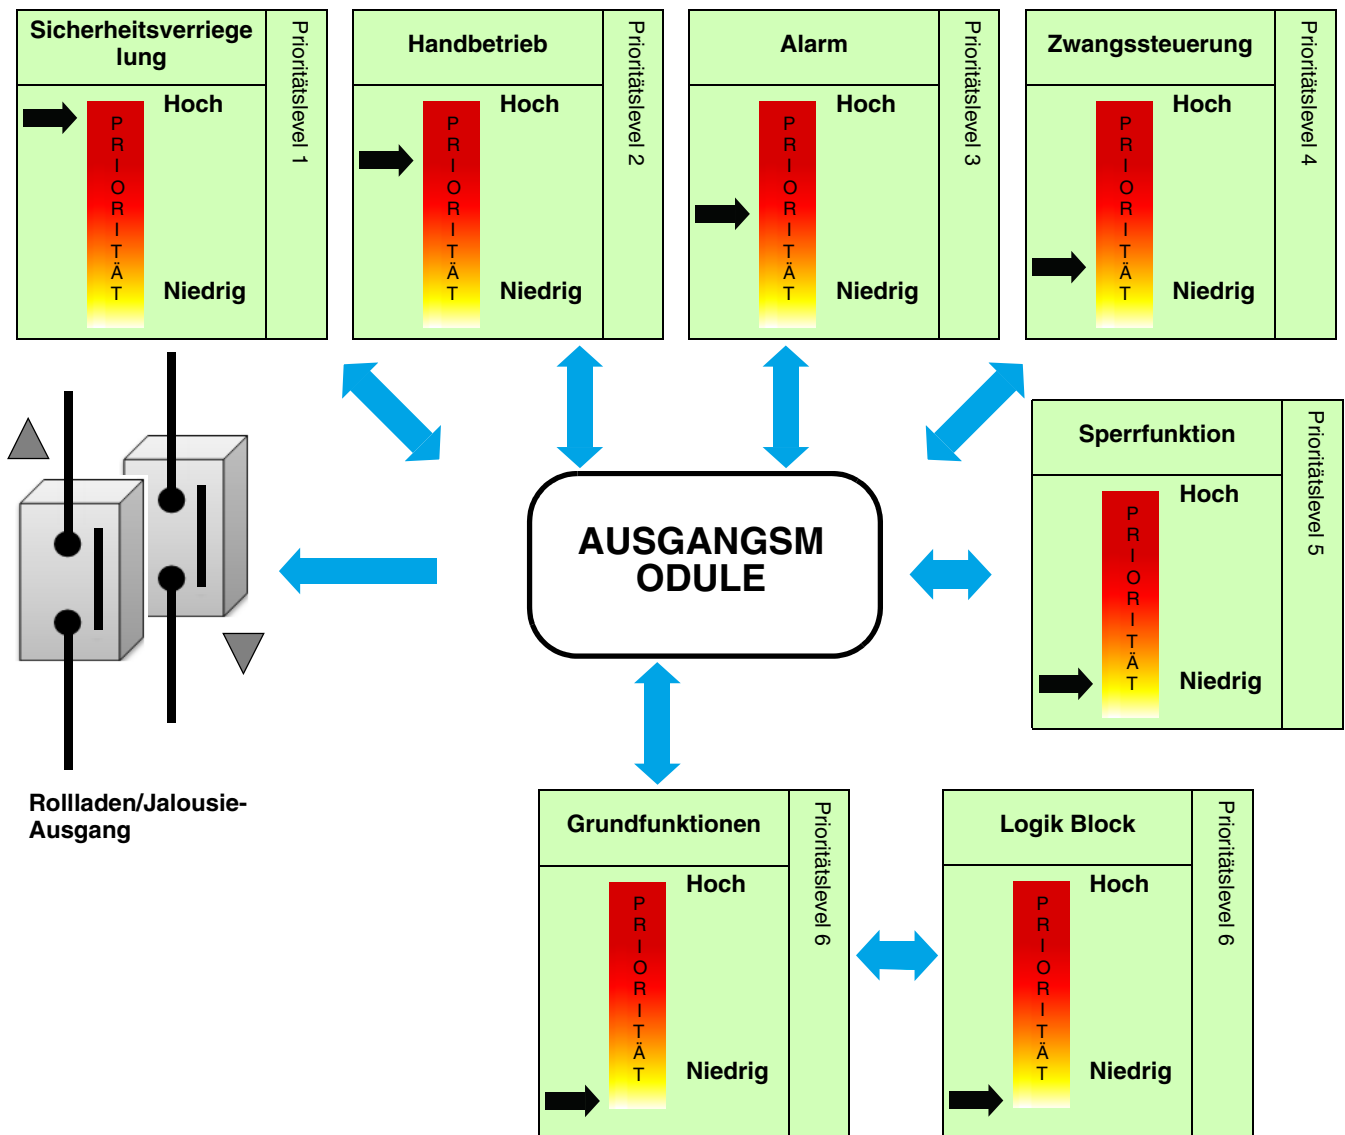 Sicherheitsverriege
lung
Prioritätslevel 1
Hoch
PRIORITÄT
Niedrig
Handbetrieb
Prioritätslevel 2
Hoch
PRIORITÄT
Niedrig
Alarm
Prioritätslevel 3
Hoch
PRIORITÄT
Niedrig
Zwangssteuerung
Prioritätslevel 4
Hoch
PRIORITÄT
Niedrig
Sperrfunktion
Prioritätslevel 5
Hoch
PRIORITÄT
Niedrig
AUSGANGSM
ODULE
Rollladen/Jalousie-
Ausgang
Grundfunktionen
Prioritätslevel 6
Hoch
PRIORITÄT
Niedrig
Logik Block
Prioritätslevel 6
Hoch
PRIORITÄT
Niedrig